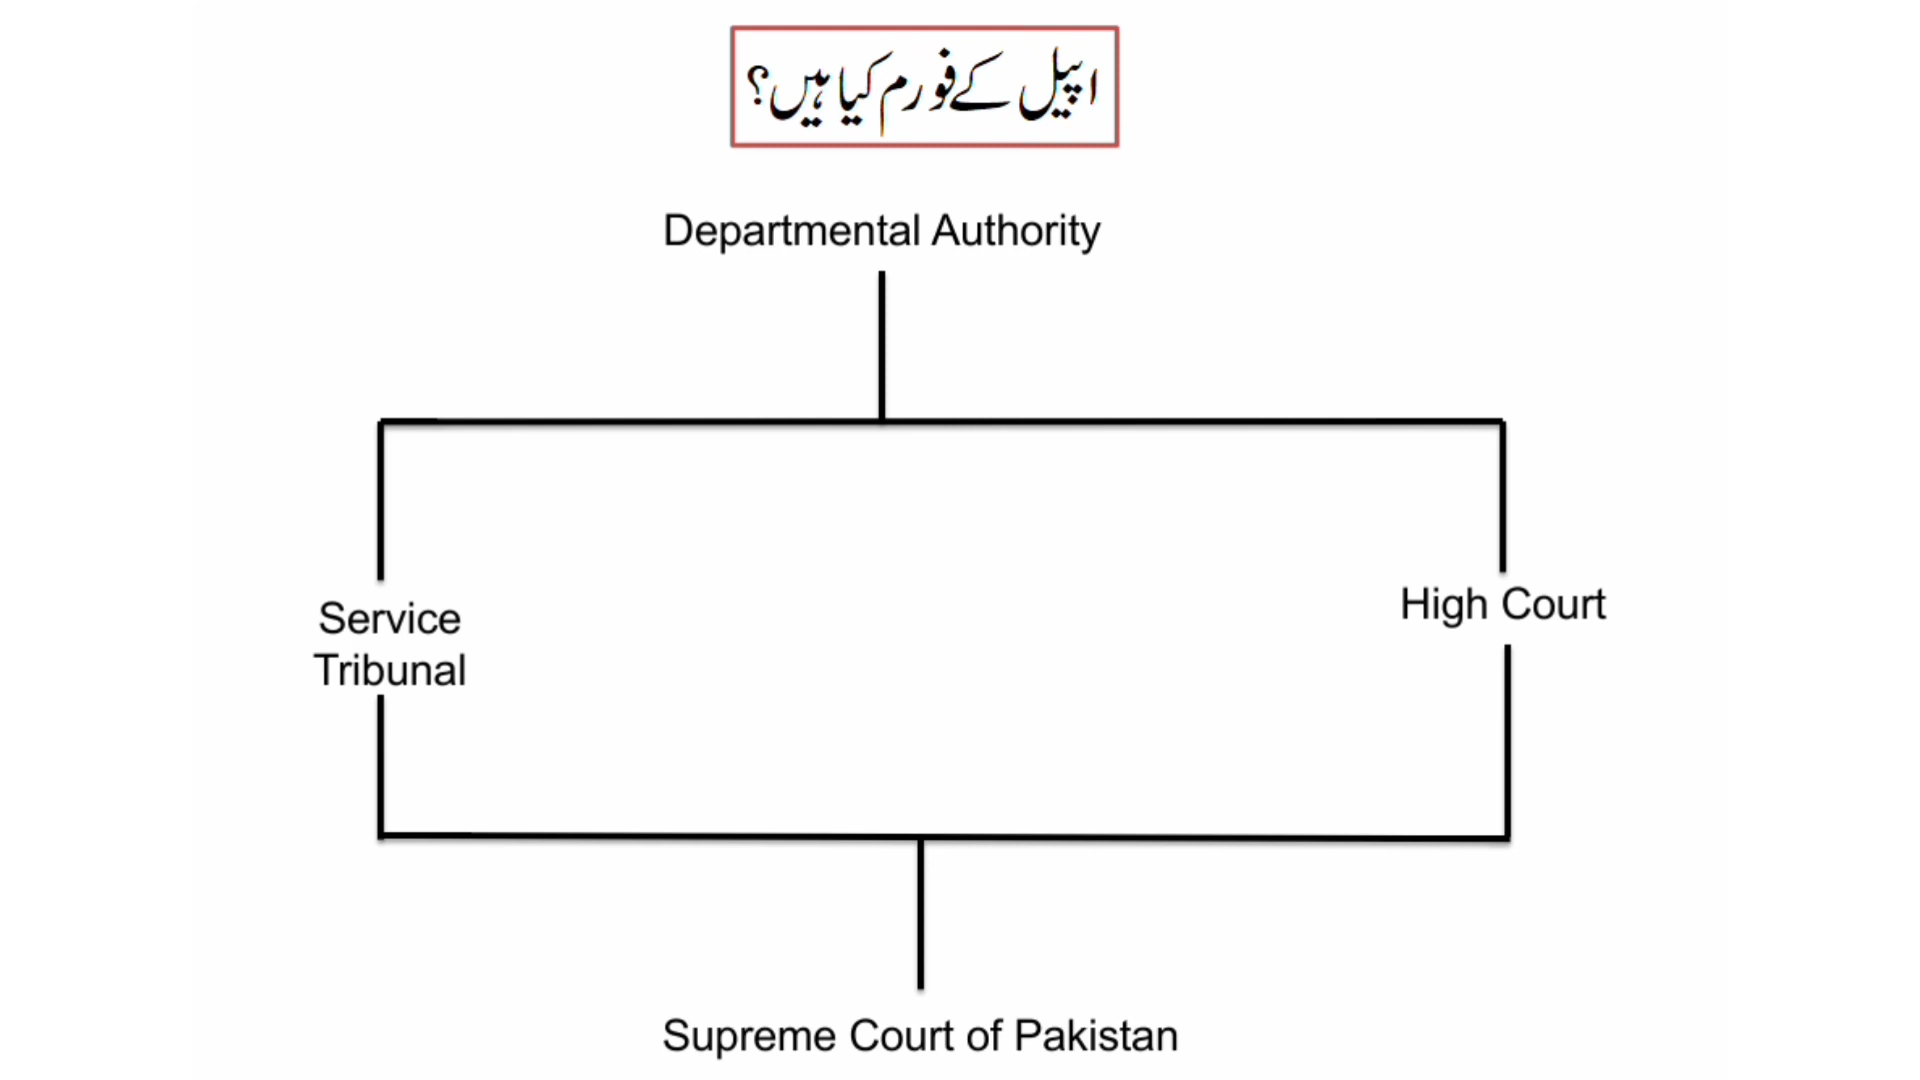 اپیل کے فورم کیا ہیں؟
Departmental Authority
Service
Tribunal
High Court
Supreme Court of Pakistan